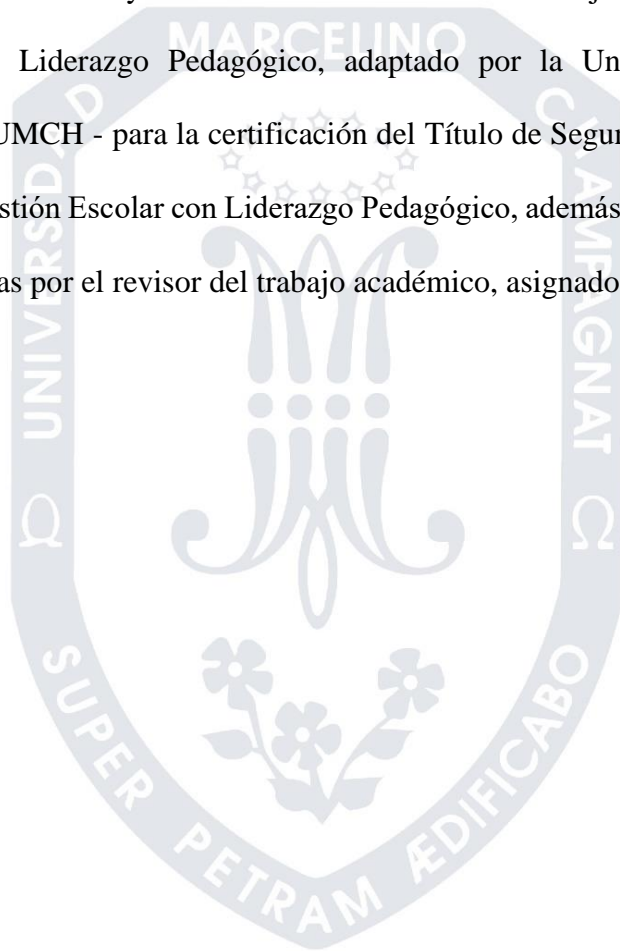 Liderazgo Pedagógico, adaptado por la Un
UMCH - para la certificación del Título de Segur
stión Escolar con Liderazgo Pedagógico, además
as por el revisor del trabajo académico, asignado
UNIVERSIDAD MARCELINO CHAMPAGNAT
SUPER PETRAM ÆDIFICABO